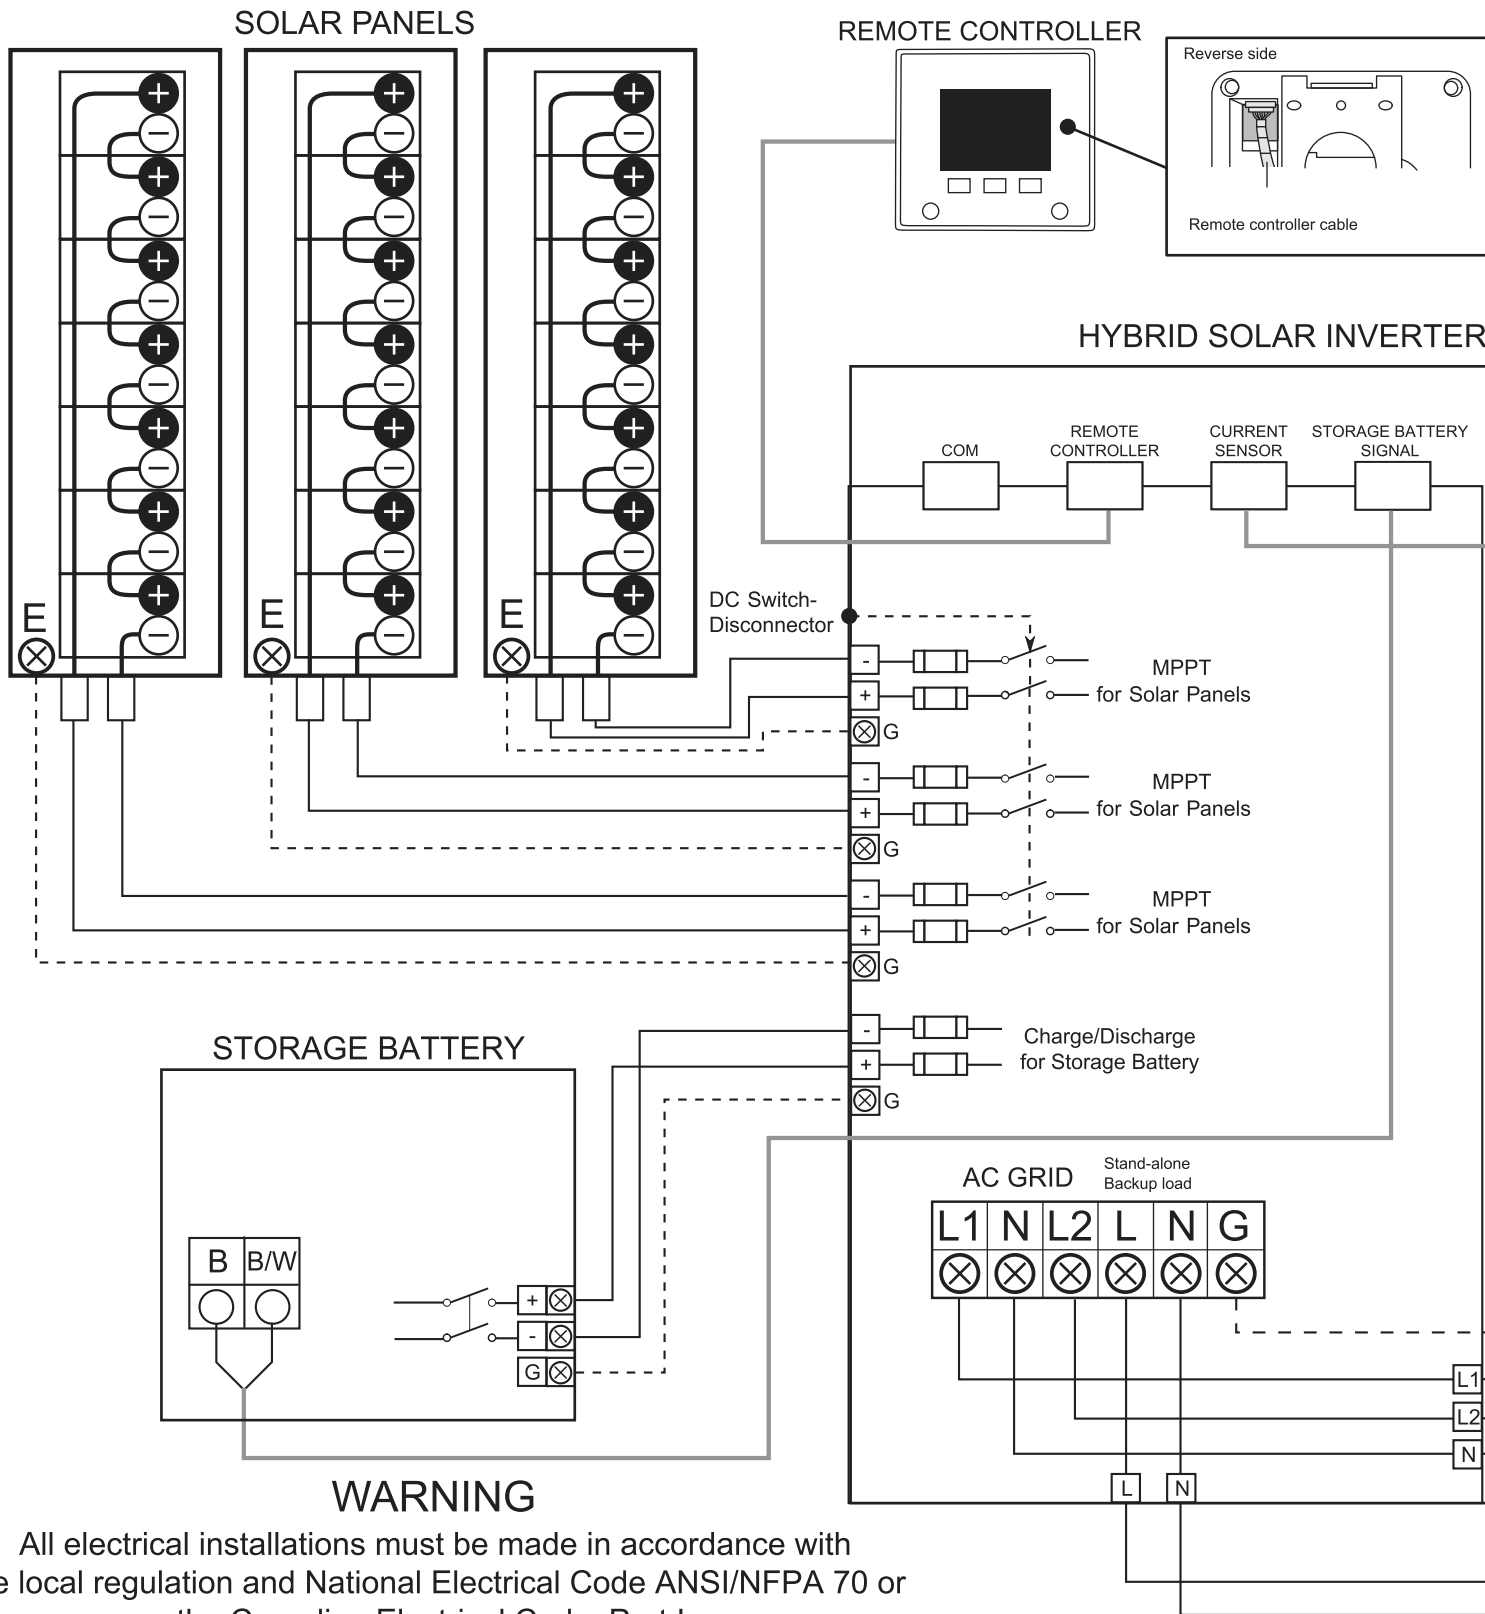 SOLAR PANELS
REMOTE CONTROLLER
Reverse side
Remote controller cable
HYBRID SOLAR INVERTER
COM
REMOTE
CONTROLLER
CURRENT
SENSOR
STORAGE BATTERY
SIGNAL
+ + +
− − −
+ + +
− − −
+ + +
− − −
+ + +
− − −
+ + +
− − −
+ + +
− − −
+ + +
− − −
E E E
DC Switch-
Disconnector
-
+
G
MPPT
for Solar Panels
-
+
G
MPPT
for Solar Panels
-
+
G
MPPT
for Solar Panels
-
+
G
Charge/Discharge
for Storage Battery
STORAGE BATTERY
B B/W
+
-
G
AC GRID
Stand-alone
Backup load
L1 N L2 L N G
L1
L2
N
L N
WARNING
All electrical installations must be made in accordance with
local regulation and National Electrical Code ANSI/NFPA 70 or